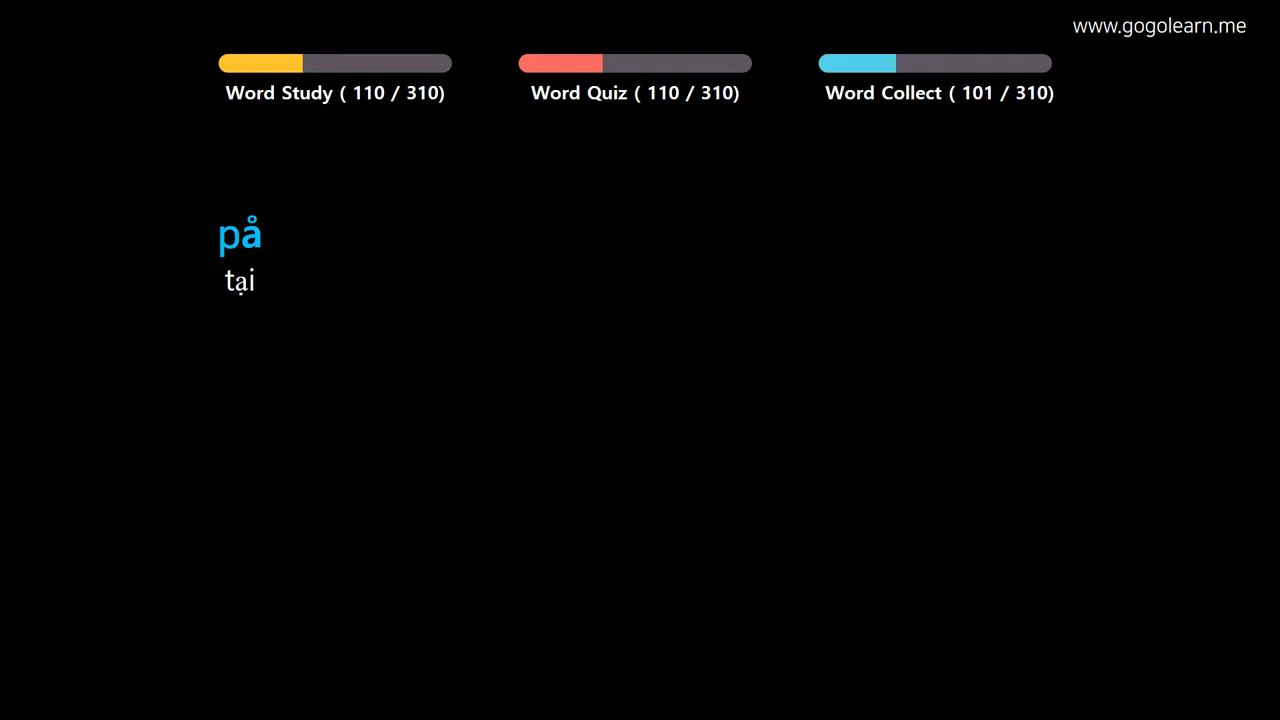 www.gogolearn.me
Word Study ( 110 / 310)
Word Quiz ( 110 / 310)
Word Collect ( 101 / 310)
på
tại